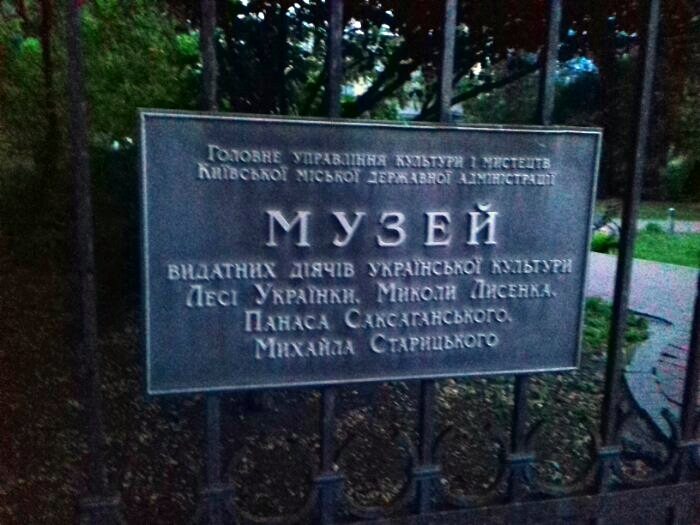 Головне управління культури і мистецтв
Київської міської державної адміністрації
МУЗЕЙ
видатних діячів української культури
Лесі Українки, Миколи Лисенка,
Панаса Саксаганського,
Михайла Старицького